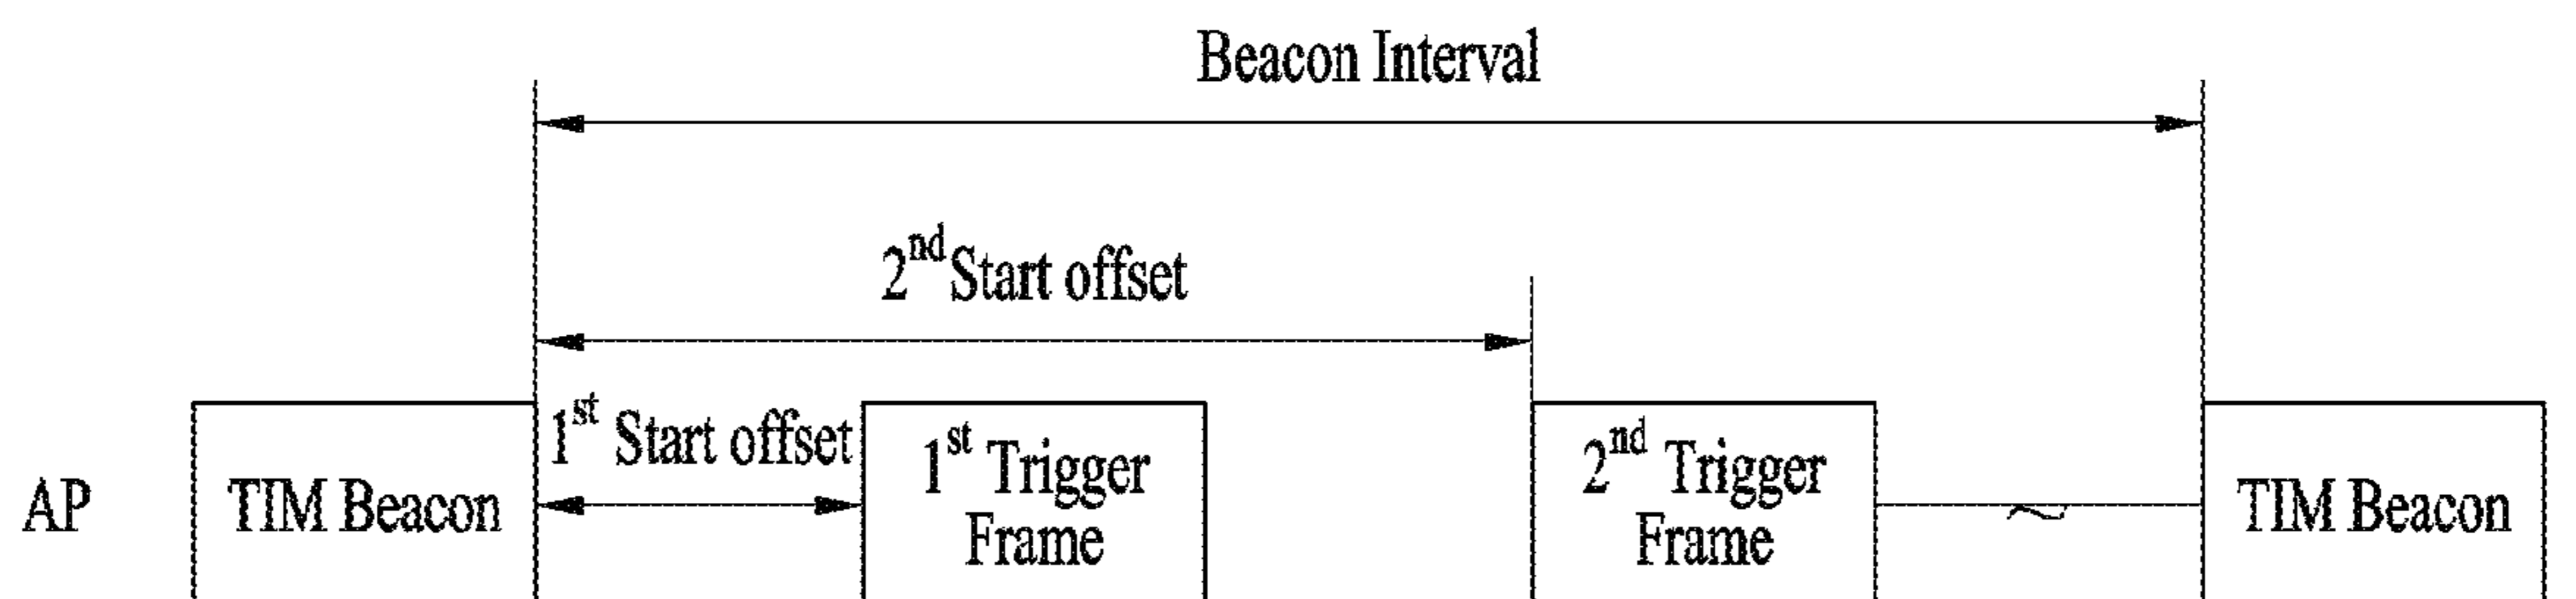 Beacon Interval
2nd Start offset
1st Start offset
AP
TIM Beacon
1st Trigger
Frame
2nd Trigger
Frame
TIM Beacon